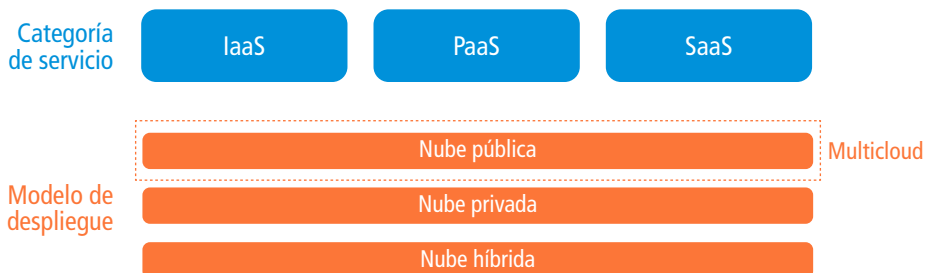 Categoría
de servicio
IaaS
PaaS
SaaS
Nube pública
Multicloud
Modelo de
despliegue
Nube privada
Nube híbrida